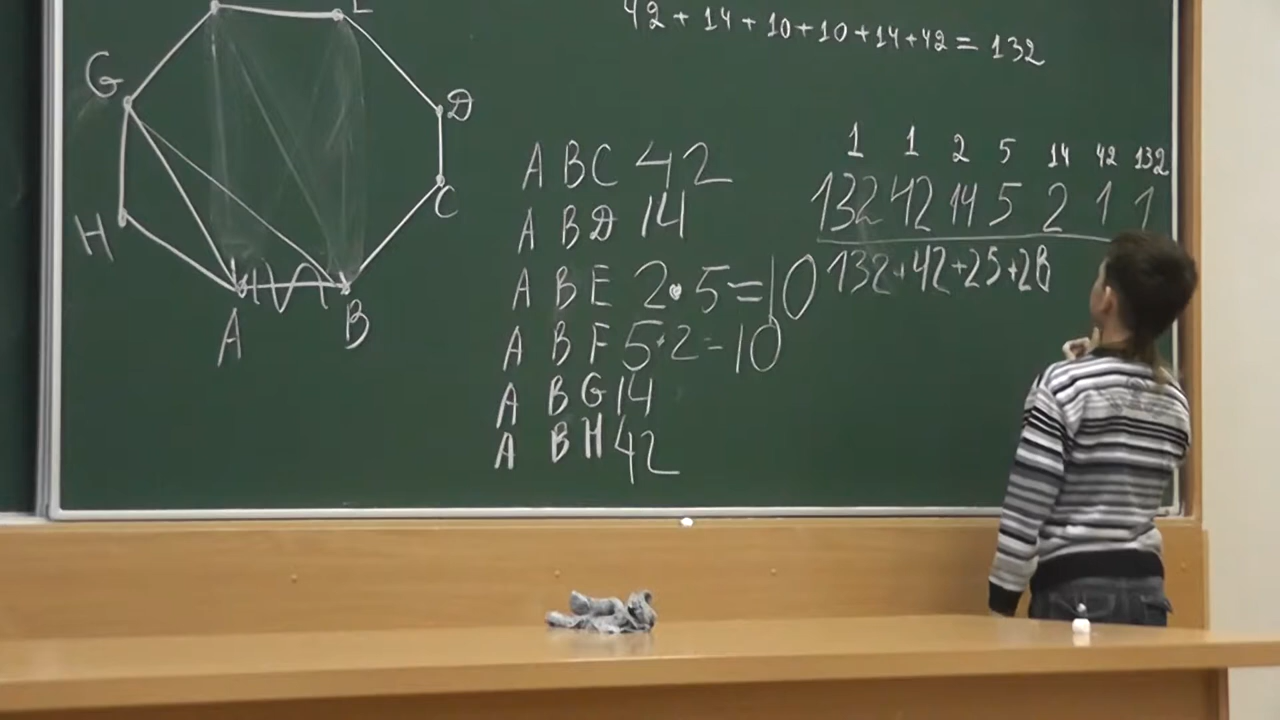 42 + 14 + 10 + 10 + 14 + 42 = 132
G
D
C
H
A
B
A B C 42
A B D 14
A B E 2 · 5 = 10
A B F 5 · 2 = 10
A B G 14
A B H 42
1 1 2 5 14 42 132
132 42 14 5 2 1 1
132 + 42 + 25 + 28